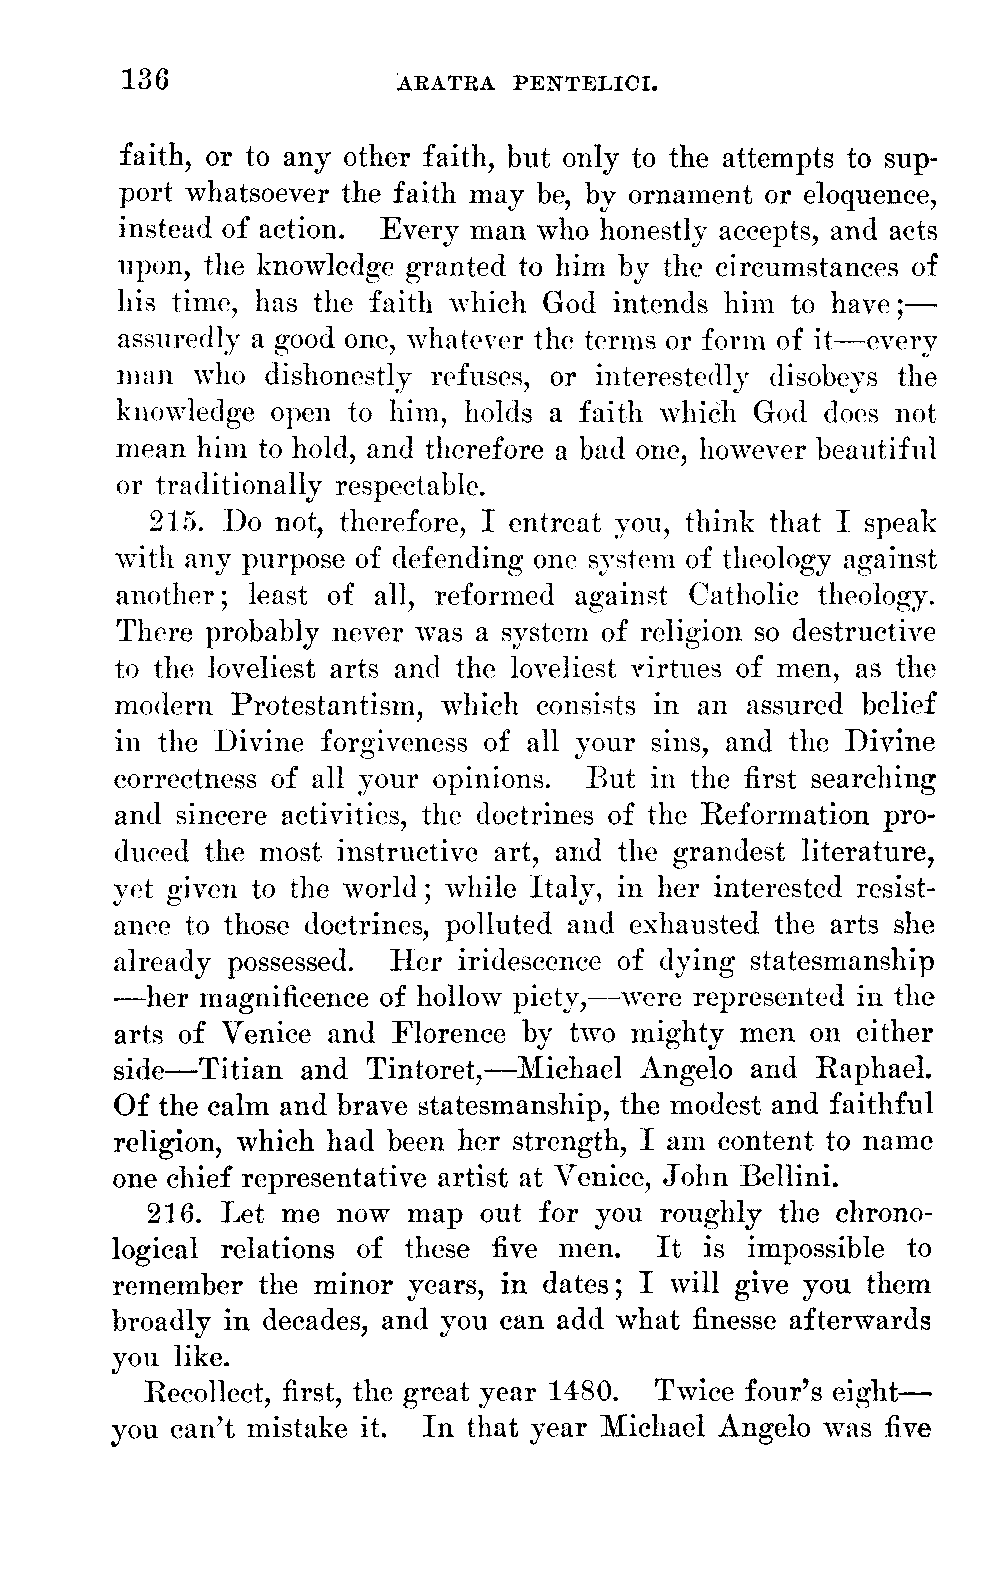 136 ARATRA PENTELICI.
faith, or to any other faith, but only to the attempts to sup-
port whatsoever the faith may be, by ornament or eloquence,
instead of action. Every man who honestly accepts, and acts
upon, the knowledge granted to him by the circumstances of
his time, has the faith which God intends him to have;—
assuredly a good one, whatever the terms or form of it—every
man who dishonestly refuses, or interestedly disobeys the
knowledge open to him, holds a faith which God does not
mean him to hold, and therefore a bad one, however beautiful
or traditionally respectable.
215. Do not, therefore, I entreat you, think that I speak
with any purpose of defending one system of theology against
another; least of all, reformed against Catholic theology.
There probably never was a system of religion so destructive
to the loveliest arts and the loveliest virtues of men, as the
modern Protestantism, which consists in an assured belief
in the Divine forgiveness of all your sins, and the Divine
correctness of all your opinions. But in the first searching
and sincere activities, the doctrines of the Reformation pro-
duced the most instructive art, and the grandest literature,
yet given to the world; while Italy, in her interested resist-
ance to those doctrines, polluted and exhausted the arts she
already possessed. Her iridescence of dying statesmanship
—her magnificence of hollow piety,—were represented in the
arts of Venice and Florence by two mighty men on either
side—Titian and Tintoret,—Michael Angelo and Raphael.
Of the calm and brave statesmanship, the modest and faithful
religion, which had been her strength, I am content to name
one chief representative artist at Venice, John Bellini.
216. Let me now map out for you roughly the chrono-
logical relations of these five men. It is impossible to
remember the minor years, in dates; I will give you them
broadly in decades, and you can add what finesse afterwards
you like.
Recollect, first, the great year 1480. Twice four's eight—
you can't mistake it. In that year Michael Angelo was five